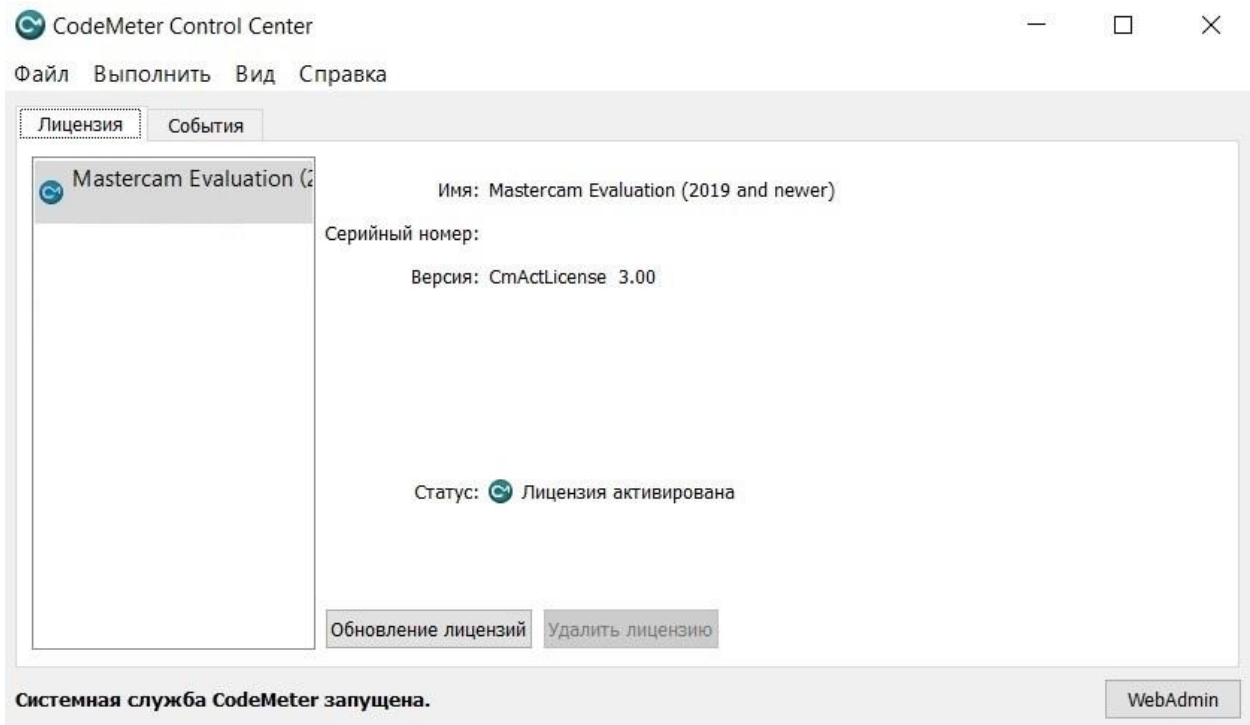 CodeMeter Control Center
Файл Выполнить Вид Справка
Лицензия События
Mastercam Evaluation (2
Имя: Mastercam Evaluation (2019 and newer)
Серийный номер:
Версия: CmActLicense 3.00
Статус: Лицензия активирована
Обновление лицензий Удалить лицензию
Системная служба CodeMeter запущена. WebAdmin